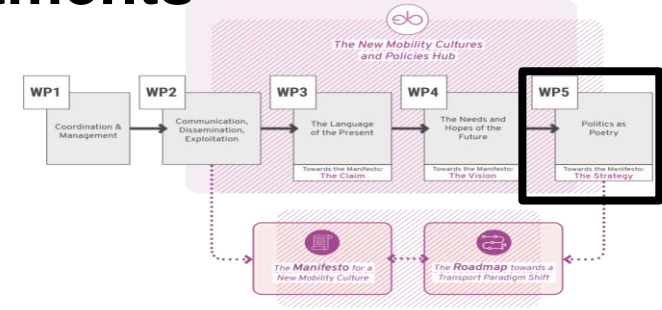 The New Mobility Cultures
and Policies Hub
WP1
Coordination &
Management
WP2
Communication,
Dissemination,
Exploitation
WP3
The Language
of the Present
Towards the Manifesto:
The Claim
WP4
The Needs and
Hopes of the
Future
Towards the Manifesto:
The Vision
WP5
Politics as
Poetry
Towards the Manifesto:
The Strategy
The Manifesto for a
New Mobility Culture
The Roadmap towards a
Transport Paradigm Shift